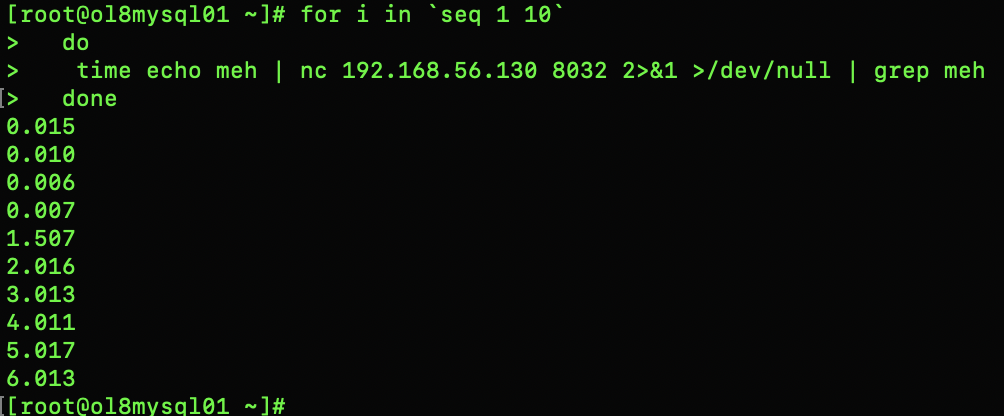 [root@ol8mysql01 ~]# for i in `seq 1 10`
>   do
>    time echo meh | nc 192.168.56.130 8032 2>&1 >/dev/null | grep meh
[>   done
0.015
0.010
0.006
0.007
1.507
2.016
3.013
4.011
5.017
6.013
[[root@ol8mysql01 ~]#